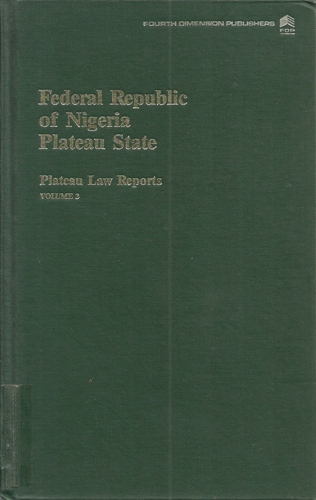 FOURTH DIMENSION PUBLISHERS
FDP
Federal Republic
of Nigeria
Plateau State
Plateau Law Reports
VOLUME 3